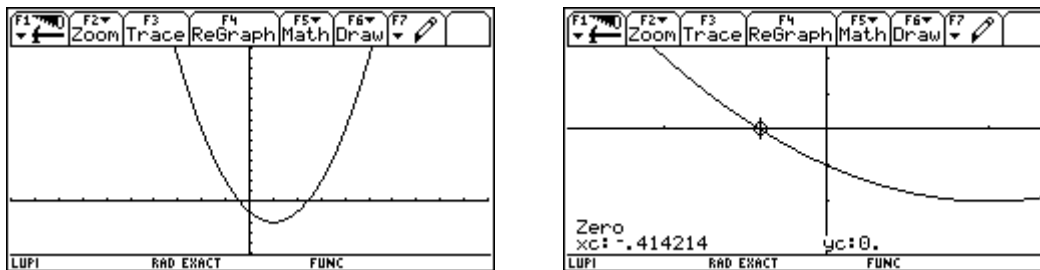 F1 F2 F3 F4 F5 F6 F7
Zoom Trace ReGraph Math Draw
LUPI RAD EXACT FUNC
F1 F2 F3 F4 F5 F6 F7
Zoom Trace ReGraph Math Draw
Zero
xc:-.414214 yc:0.
LUPI RAD EXACT FUNC